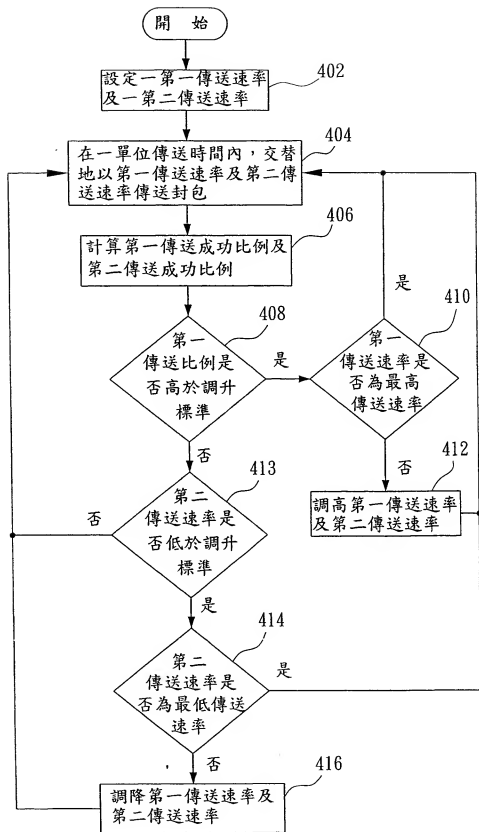 開 始
402
設定一第一傳送速率
及一第二傳送速率
404
在一單位傳送時間內，交替
地以第一傳送速率及第二傳
送速率傳送封包
406
計算第一傳送成功比例及
第二傳送成功比例
408
第一
傳送比例是
否高於調升
標準
是
410
第一
傳送速率是
否為最高
傳送速率
是
否
412
調高第一傳送速率
及第二傳送速率
否
413
第二
傳送速率是
否低於調升
標準
否
是
414
第二
傳送速率是
否為最低傳送
速率
是
否
416
調降第一傳送速率及
第二傳送速率